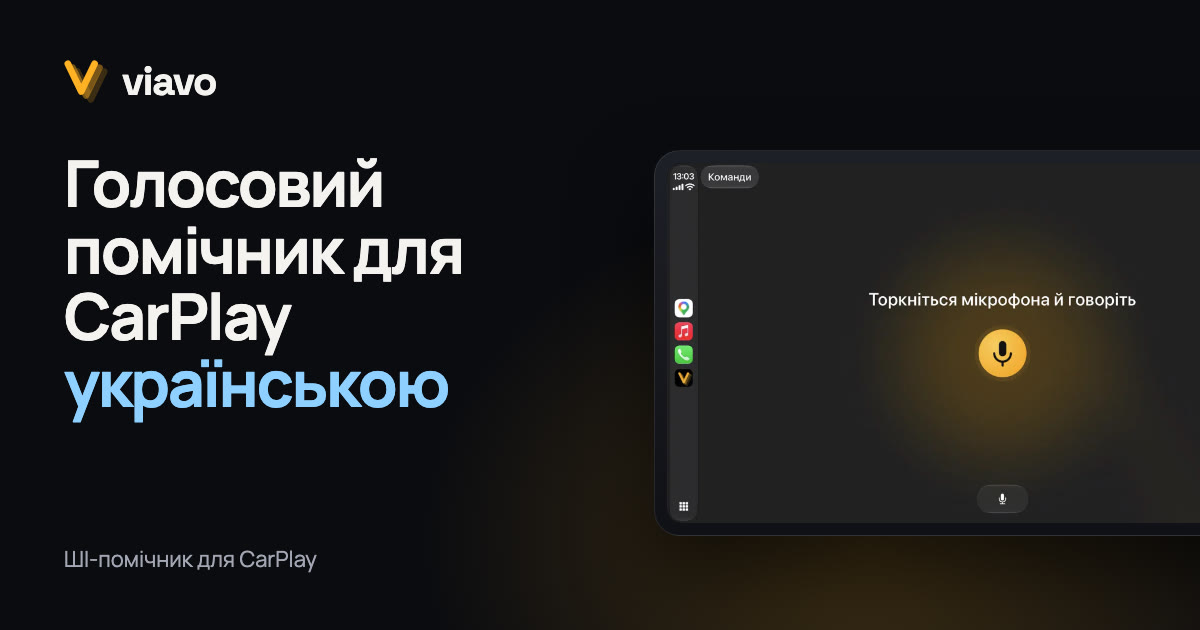 viavo
Голосовий
помічник для
CarPlay
українською
ШІ-помічник для CarPlay
13:03
Команди
Торкніться мікрофона й говоріть